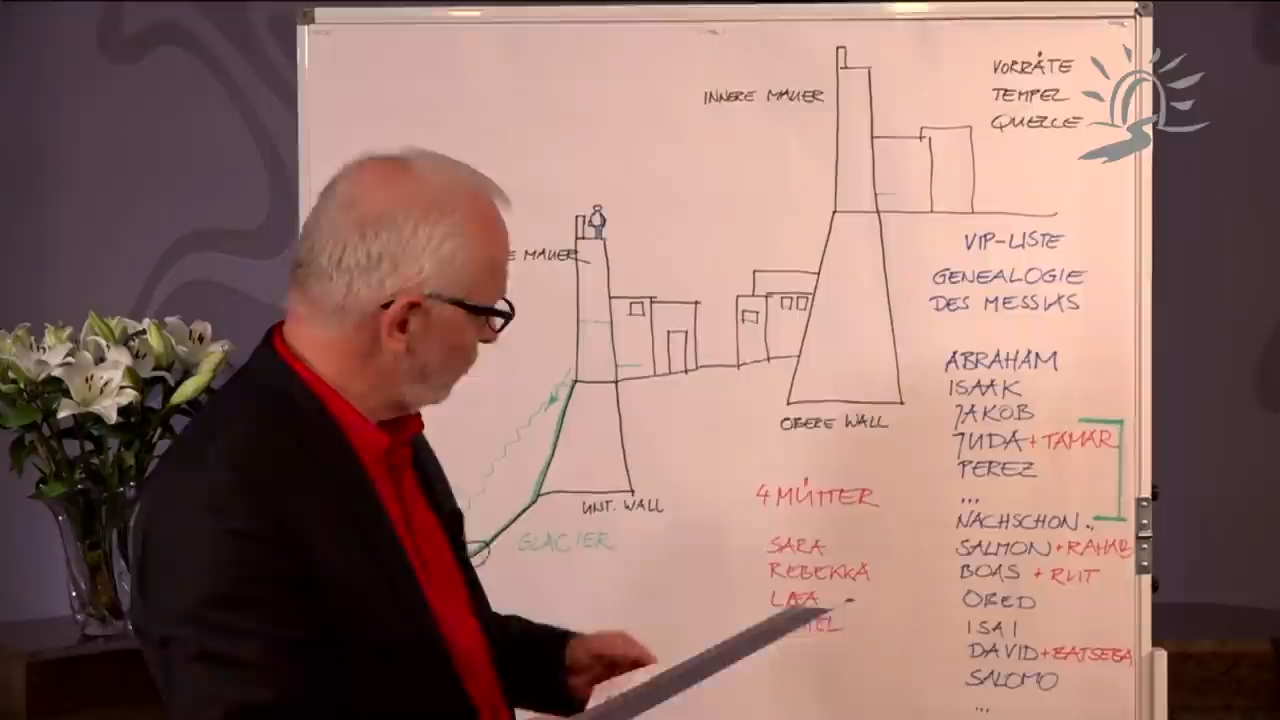 INNERE MAUER
VORRÄTE
TEMPEL
QUELLE
E MAUER
OBERE WALL
UNT. WALL
GLACIER
4 MÜTTER
SARA
REBEKKA
LEA
VIP-LISTE
GENEALOGIE
DES MESSIAS
ABRAHAM
ISAAK
JAKOB
JUDA + TAMAR
PEREZ
...
NACHSCHON..
SALMON + RAHAB
BOAS + RUT
OBED
ISAI
DAVID + BATSEBA
SALOMO
...